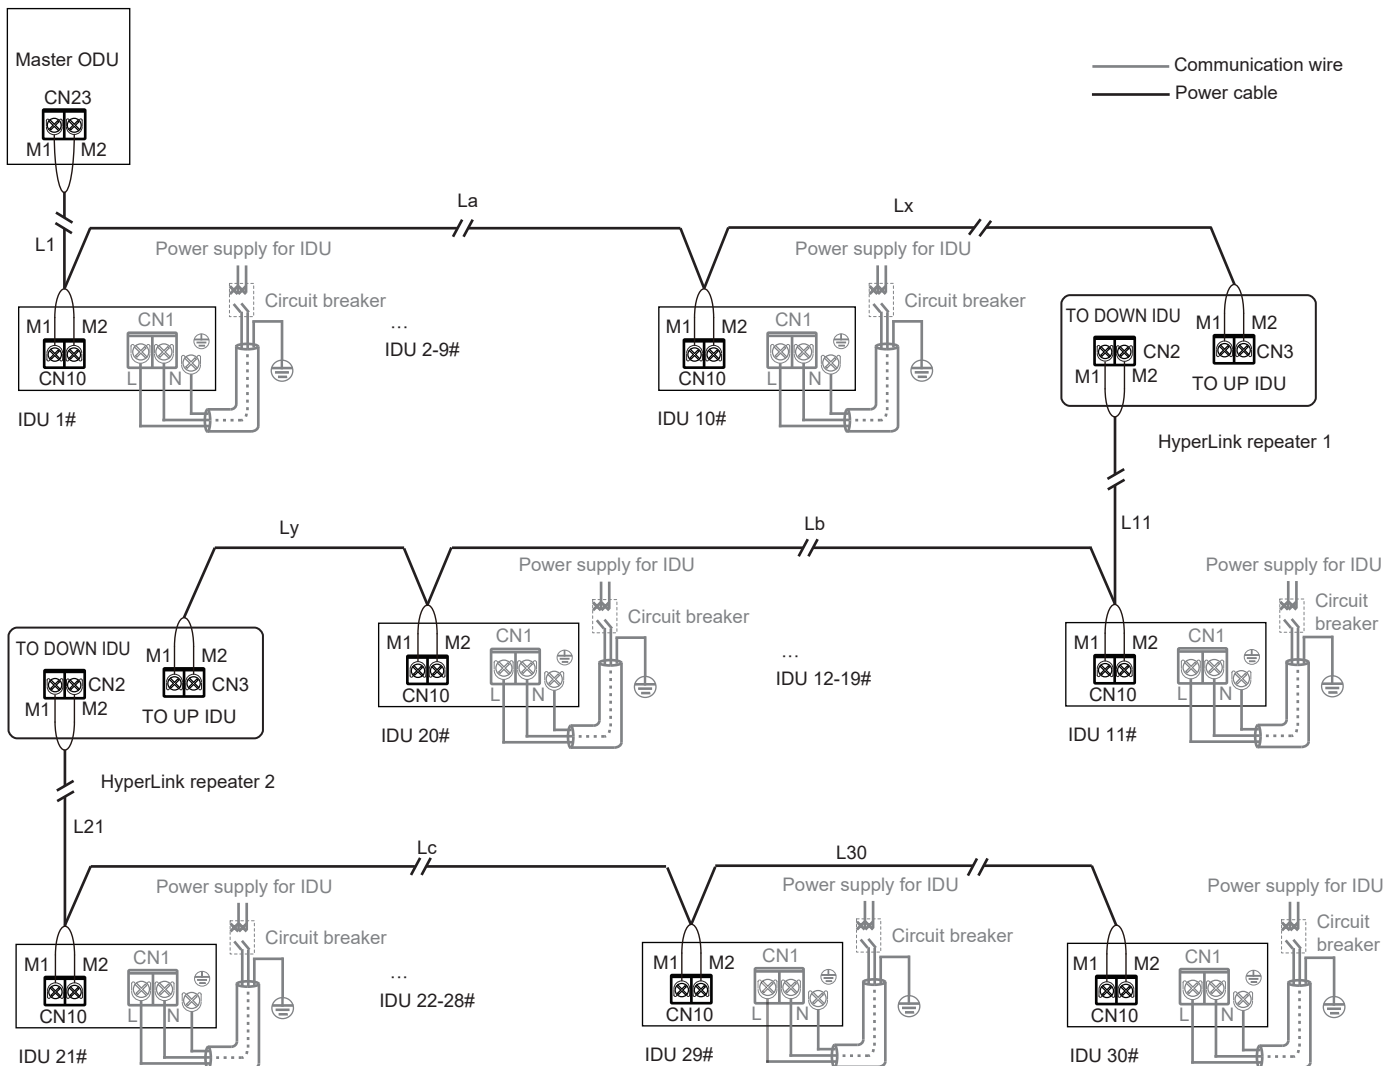 Master ODU
CN23
M1 M2
Communication wire
Power cable
L1
La
Lx
Power supply for IDU
Circuit breaker
M1 M2
CN1
CN10
L N
IDU 1#
...
IDU 2-9#
Power supply for IDU
Circuit breaker
M1 M2
CN1
CN10
L N
IDU 10#
TO DOWN IDU
CN2
M1 M2
M1 M2
CN3
TO UP IDU
HyperLink repeater 1
L11
Ly
Lb
TO DOWN IDU
CN2
M1 M2
M1 M2
CN3
TO UP IDU
HyperLink repeater 2
Power supply for IDU
Circuit breaker
M1 M2
CN1
CN10
L N
IDU 20#
...
IDU 12-19#
Power supply for IDU
Circuit
breaker
M1 M2
CN1
CN10
L N
IDU 11#
L21
Lc
L30
Power supply for IDU
Circuit breaker
M1 M2
CN1
CN10
L N
IDU 21#
...
IDU 22-28#
Power supply for IDU
Circuit breaker
M1 M2
CN1
CN10
L N
IDU 29#
Power supply for IDU
Circuit
breaker
M1 M2
CN1
CN10
L N
IDU 30#